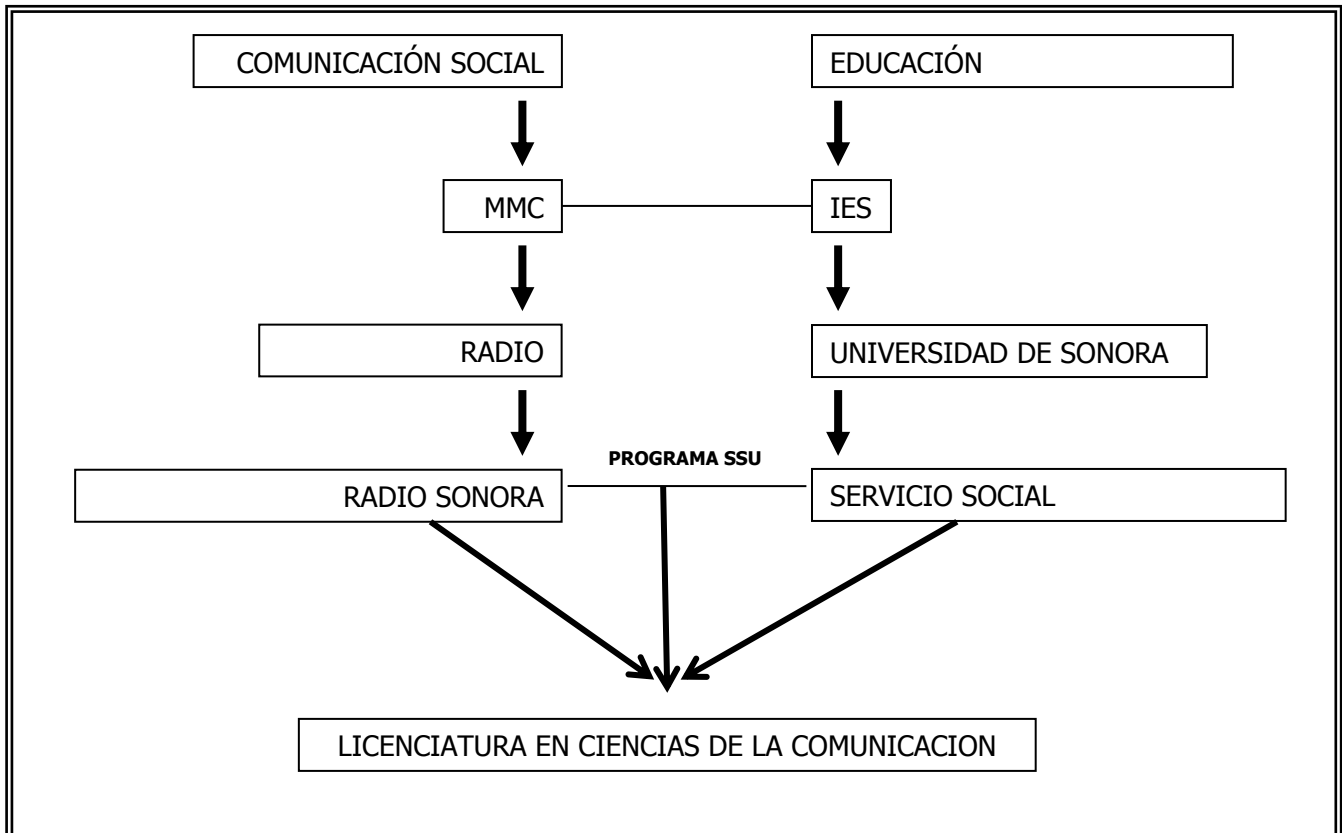 COMUNICACIÓN SOCIAL
EDUCACIÓN
MMC
IES
RADIO
UNIVERSIDAD DE SONORA
PROGRAMA SSU
RADIO SONORA
SERVICIO SOCIAL
LICENCIATURA EN CIENCIAS DE LA COMUNICACION